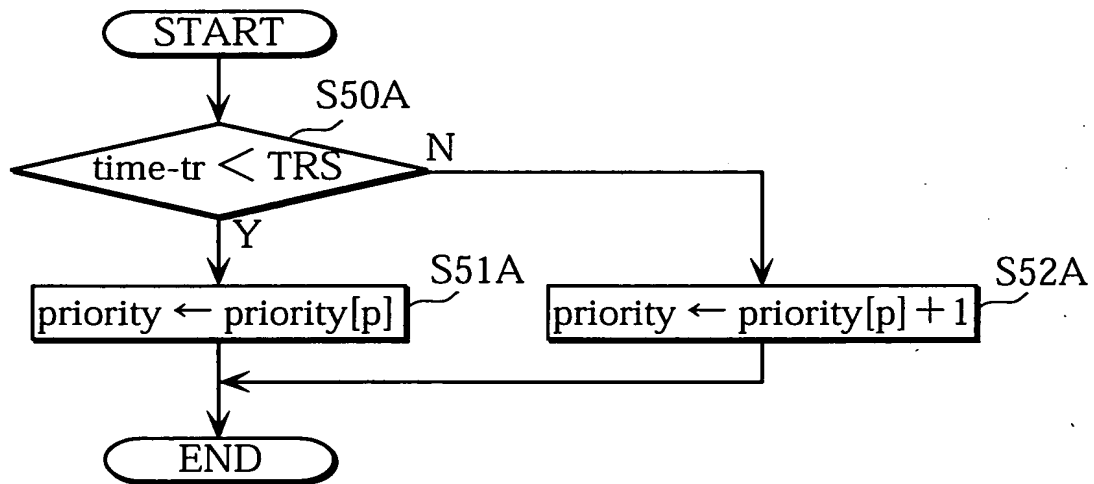 START
S50A
time-tr < TRS
N
Y
S51A
priority ← priority[p]
S52A
priority ← priority[p]+1
END